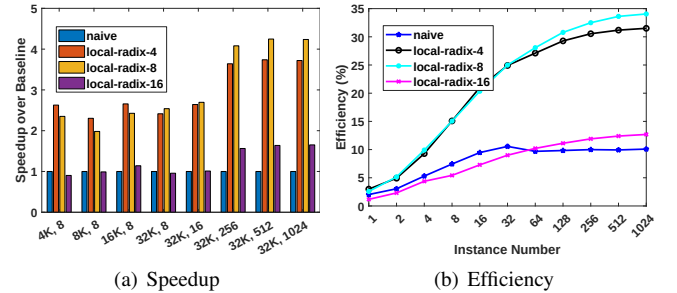 Speedup over Baseline
5
4
3
2
1
0
naive
local-radix-4
local-radix-8
local-radix-16
4K, 8
8K, 8
16K, 8
32K, 8
32K, 16
32K, 256
32K, 512
32K, 1024
(a) Speedup
Efficiency (%)
35
30
25
20
15
10
5
0
naive
local-radix-4
local-radix-8
local-radix-16
1
2
4
8
16
32
64
128
256
512
1024
Instance Number
(b) Efficiency